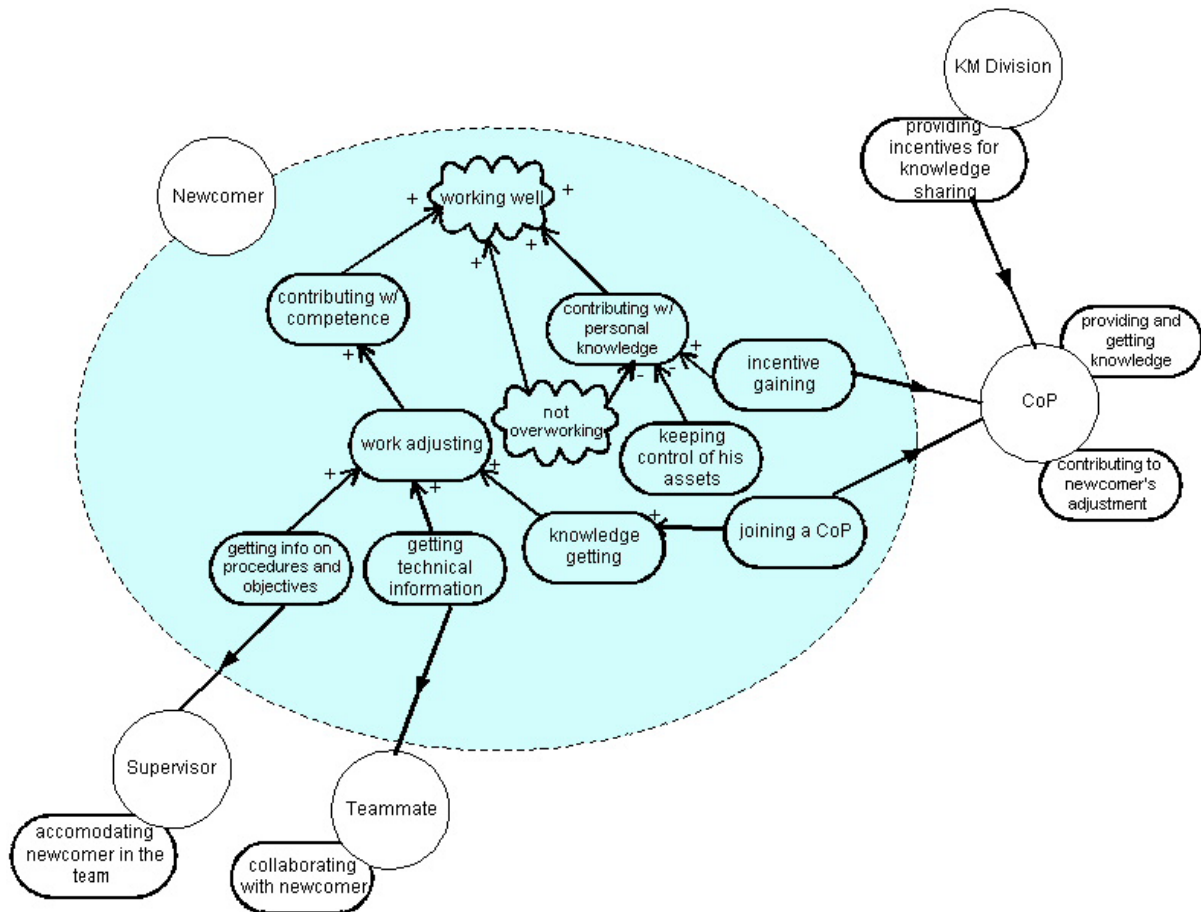 KM Division
providing
incentives for
knowledge
sharing
Newcomer
+
working well
+
+
+
contributing w/
competence
+
contributing w/
personal
knowledge
+
-
-
incentive
gaining
providing and
getting
knowledge
CoP
not
overworking
keeping
control of his
assets
work adjusting
+
+
+
contributing to
newcomer's
adjustment
getting info on
procedures and
objectives
getting
technical
information
knowledge
getting
+
joining a CoP
Supervisor
accomodating
newcomer in the
team
Teammate
collaborating
with newcomer